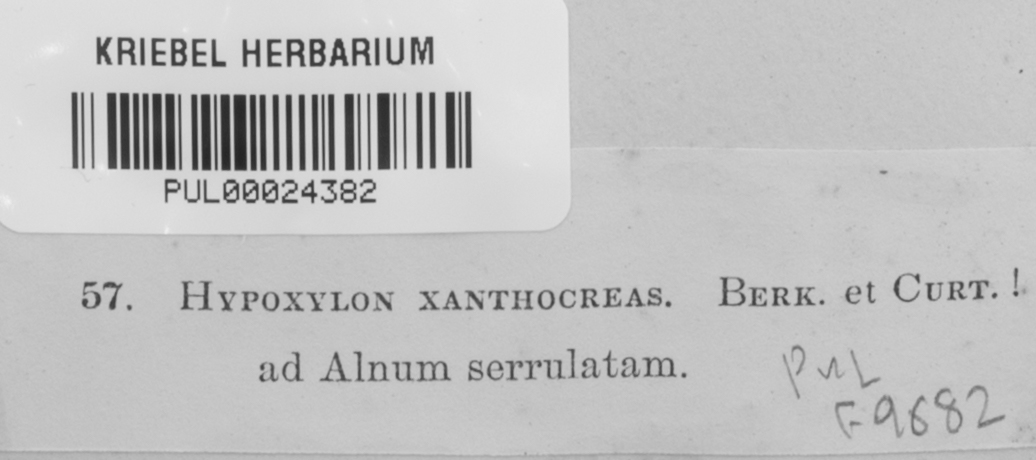 KRIEBEL HERBARIUM
PUL00024382
57. HYPOXYLON XANTHOCREAS. BERK. et CURT.!
ad Alnum serrulatam.
PUL
F9682